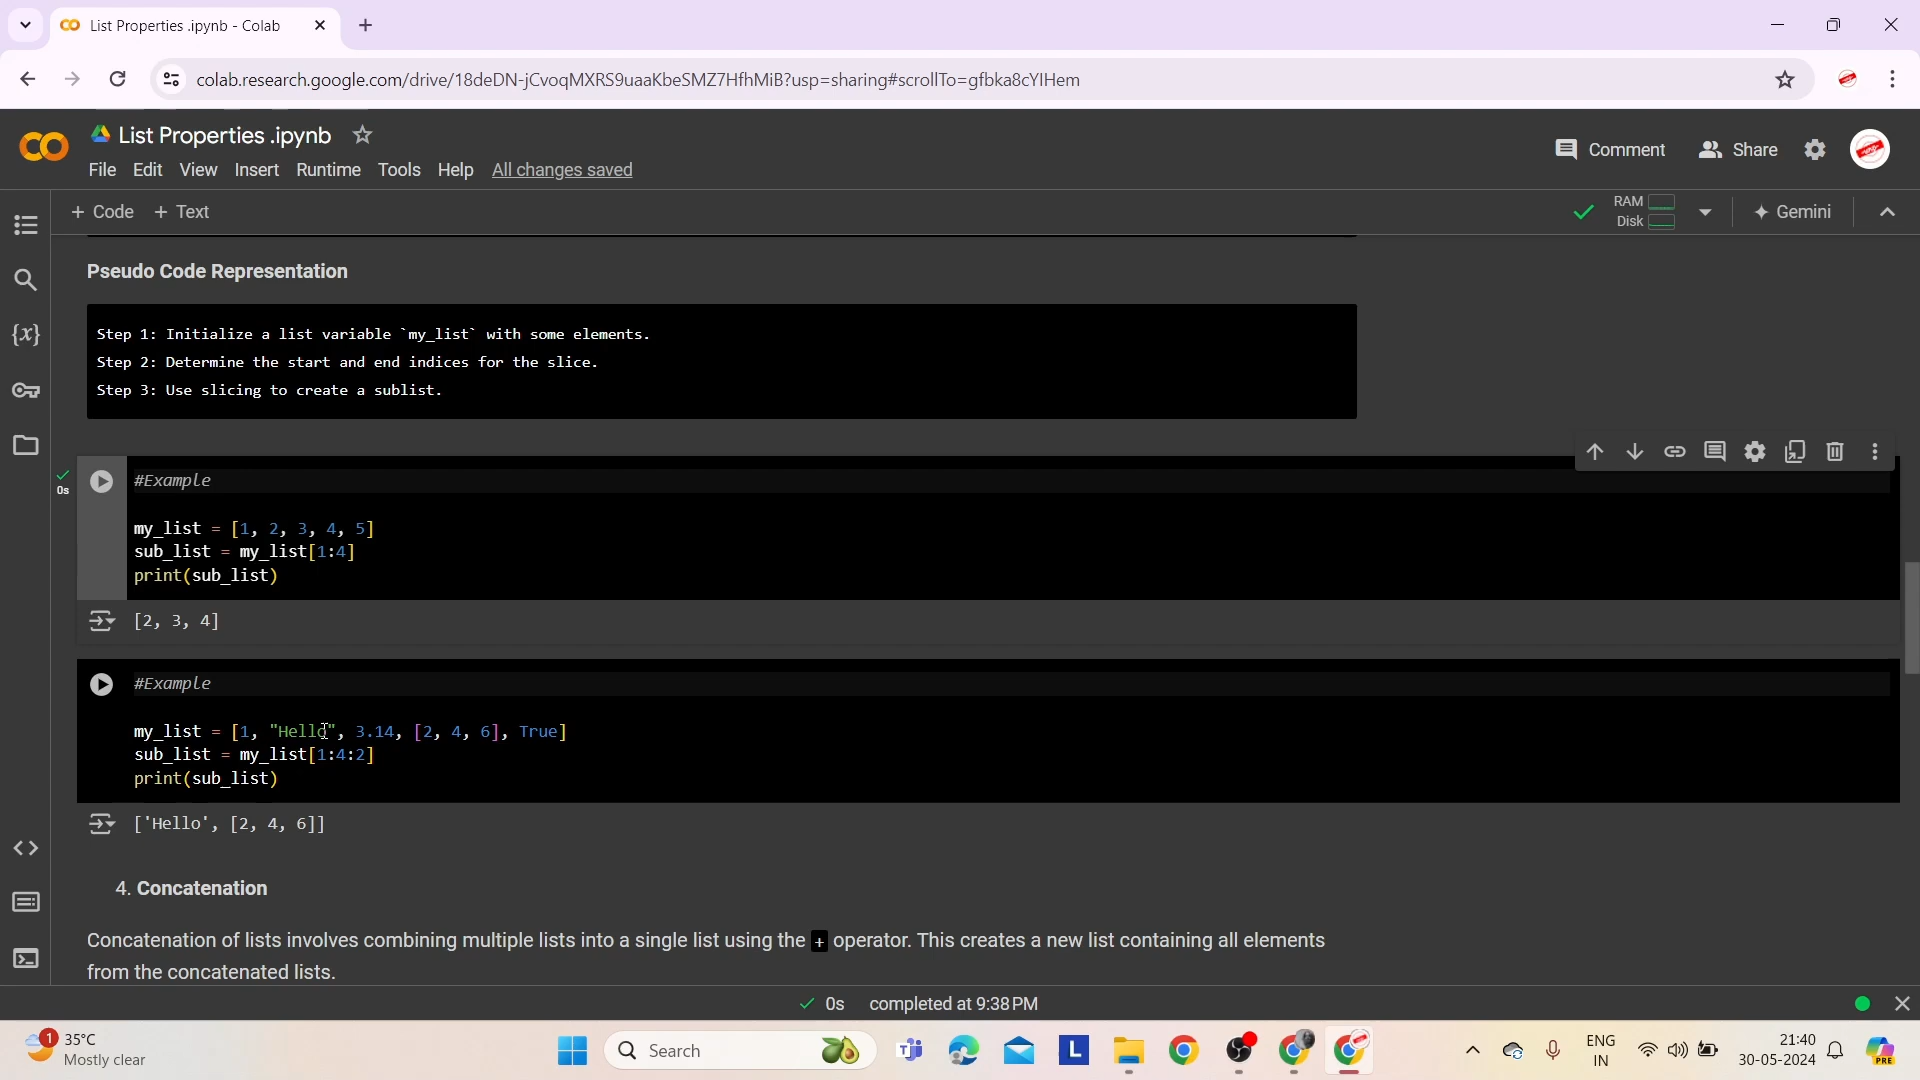 List Properties .ipynb - Colab
colab.research.google.com/drive/18deDN-jCvoqMXRS9uaaKbeSMZ7HfhMiB?usp=sharing#scrollTo=gfbka8cYIHem
List Properties .ipynb
Comment Share
File Edit View Insert Runtime Tools Help All changes saved
+ Code + Text
RAM
Disk
Gemini
Pseudo Code Representation
Step 1: Initialize a list variable `my_list` with some elements.
Step 2: Determine the start and end indices for the slice.
Step 3: Use slicing to create a sublist.
0s
#Example
my_list = [1, 2, 3, 4, 5]
sub_list = my_list[1:4]
print(sub_list)
[2, 3, 4]
#Example
my_list = [1, "Hello", 3.14, [2, 4, 6], True]
sub_list = my_list[1:4:2]
print(sub_list)
['Hello', [2, 4, 6]]
4. Concatenation
Concatenation of lists involves combining multiple lists into a single list using the + operator. This creates a new list containing all elements
from the concatenated lists.
0s completed at 9:38 PM
1
35°C
Mostly clear
Search
L
ENG
IN
21:40
30-05-2024
PRE